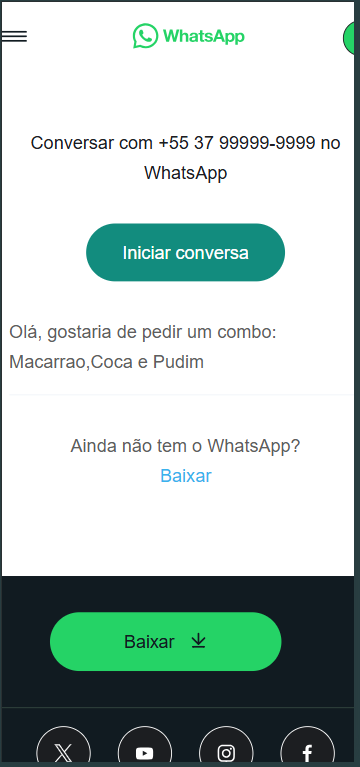 WhatsApp
Conversar com +55 37 99999-9999 no
WhatsApp
Iniciar conversa
Olá, gostaria de pedir um combo:
Macarrao,Coca e Pudim
Ainda não tem o WhatsApp?
Baixar
Baixar